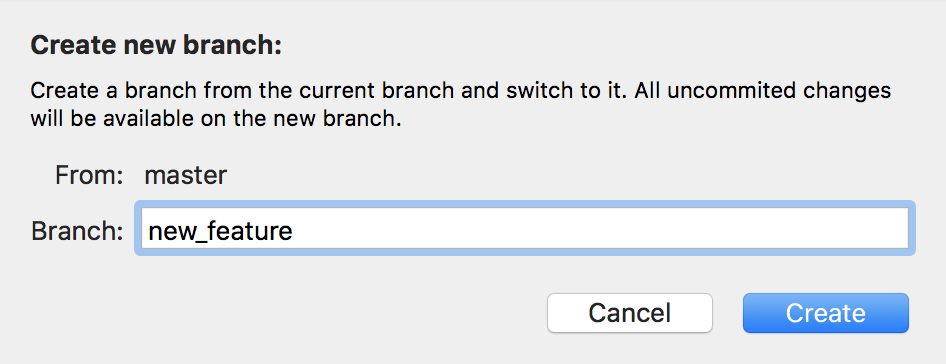 Create new branch:
Create a branch from the current branch and switch to it. All uncommited changes
will be available on the new branch.
From: master
Branch: new_feature
Cancel Create